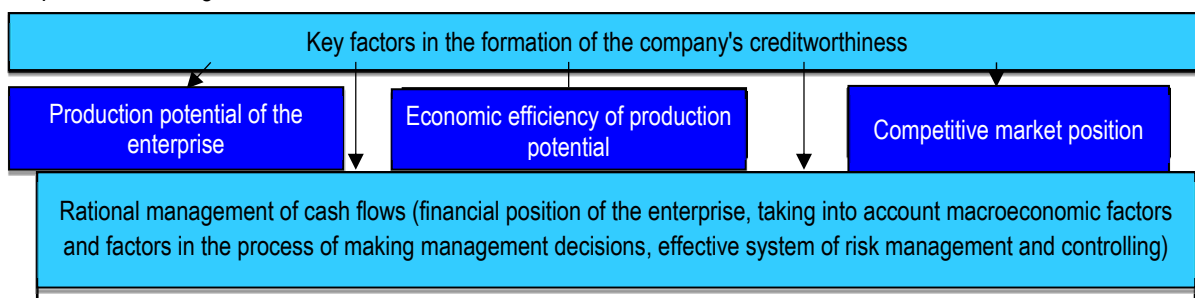 Key factors in the formation of the company's creditworthiness
Production potential of the
enterprise
Economic efficiency of production
potential
Competitive market position
Rational management of cash flows (financial position of the enterprise, taking into account macroeconomic factors
and factors in the process of making management decisions, effective system of risk management and controlling)